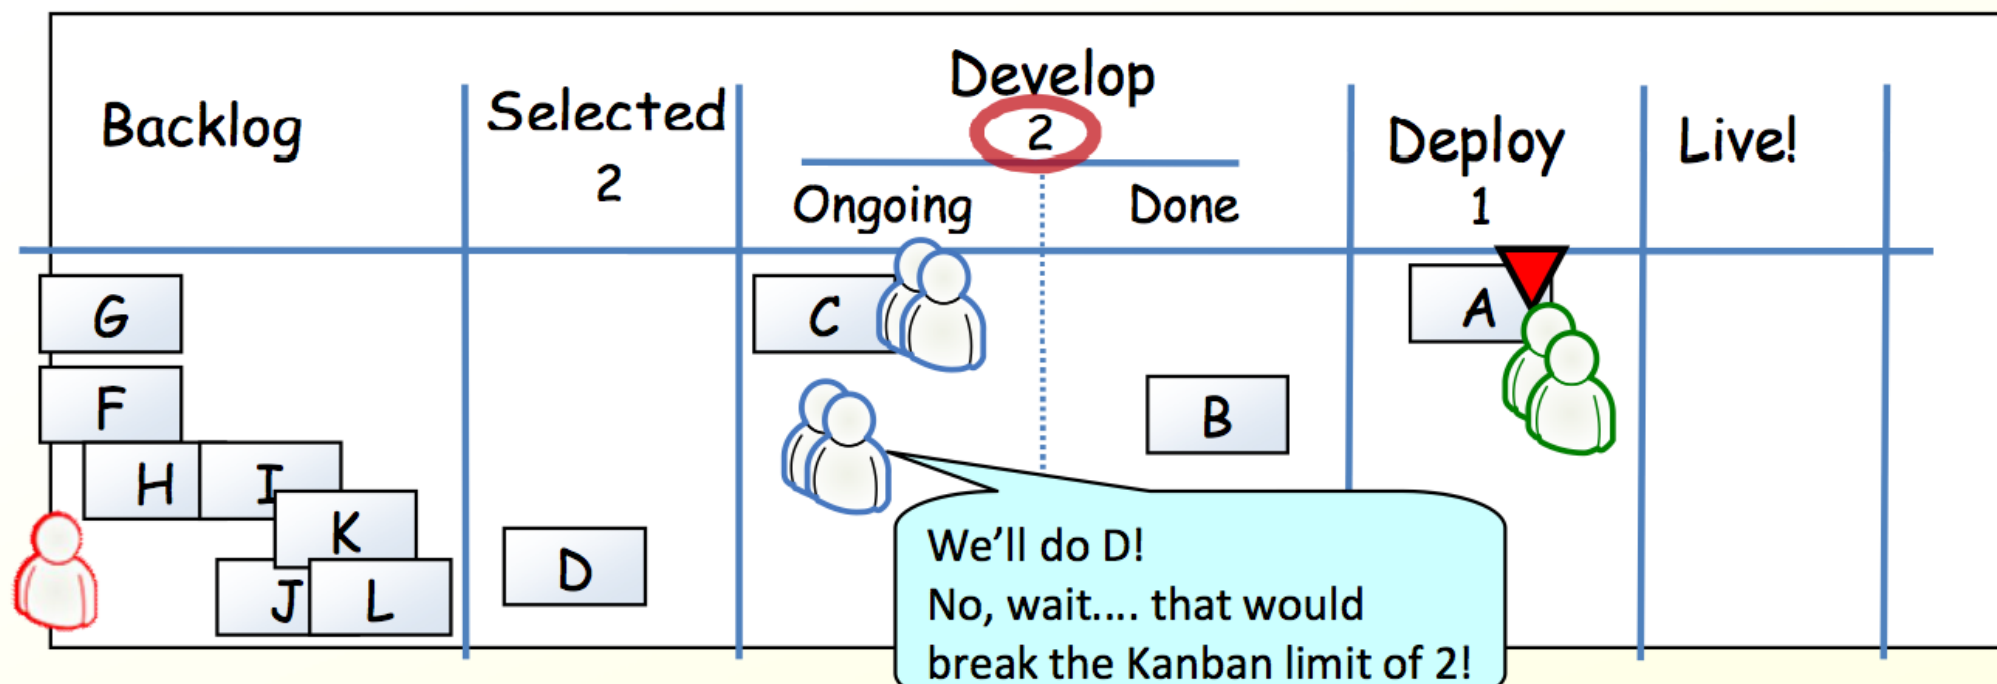 Backlog
Selected
2
Develop
2
Ongoing
Done
Deploy
1
Live!
G
F
H
I
K
J
L
D
C
B
A
We'll do D!
No, wait.... that would
break the Kanban limit of 2!